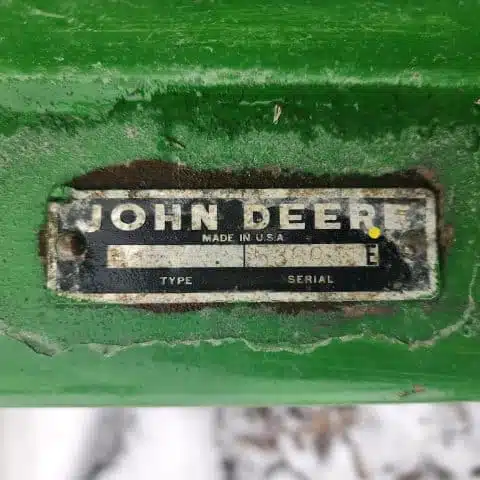 JOHN DEERE
MADE IN U.S.A
E
TYPE SERIAL